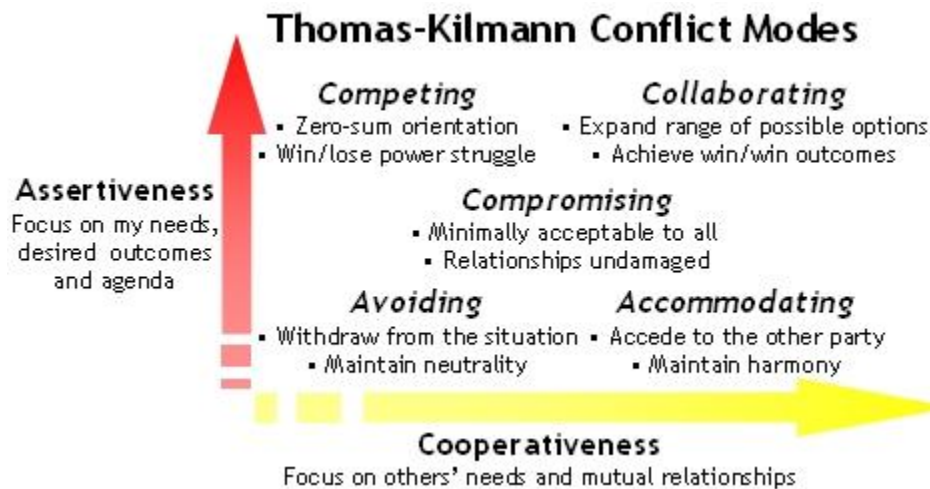 Thomas-Kilmann Conflict Modes
Competing
▪ Zero-sum orientation
▪ Win/lose power struggle
Collaborating
▪ Expand range of possible options
▪ Achieve win/win outcomes
Assertiveness
Focus on my needs,
desired outcomes
and agenda
Compromising
▪ Minimally acceptable to all
▪ Relationships undamaged
Avoiding
▪ Withdraw from the situation
▪ Maintain neutrality
Accommodating
▪ Accede to the other party
▪ Maintain harmony
Cooperativeness
Focus on others' needs and mutual relationships